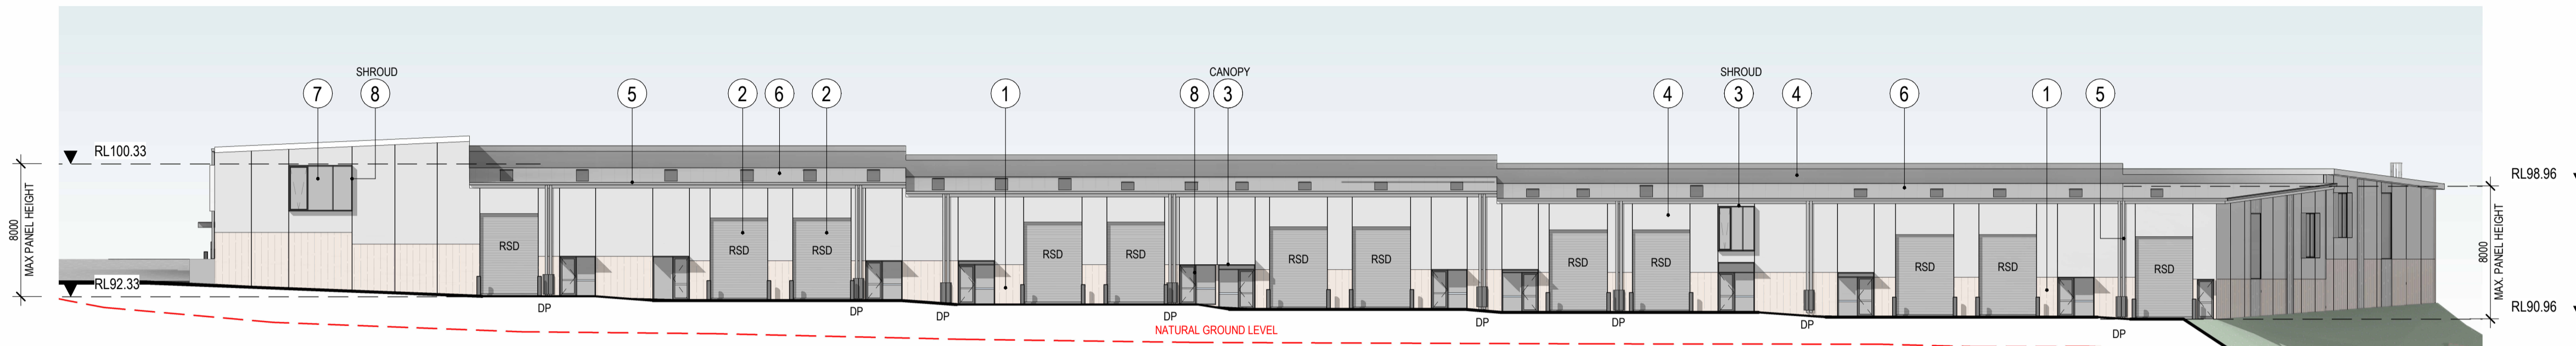 SHROUD
CANOPY
SHROUD
7
8
5
2
6
2
1
8
3
4
3
4
6
1
5
RL100.33
RL98.96
8000
MAX PANEL HEIGHT
8000
MAX. PANEL HEIGHT
RSD
RSD
RSD
RSD
RSD
RSD
RSD
RSD
RSD
RSD
RSD
RSD
RL92.33
RL90.96
DP
DP
DP
DP
DP
DP
DP
DP
NATURAL GROUND LEVEL